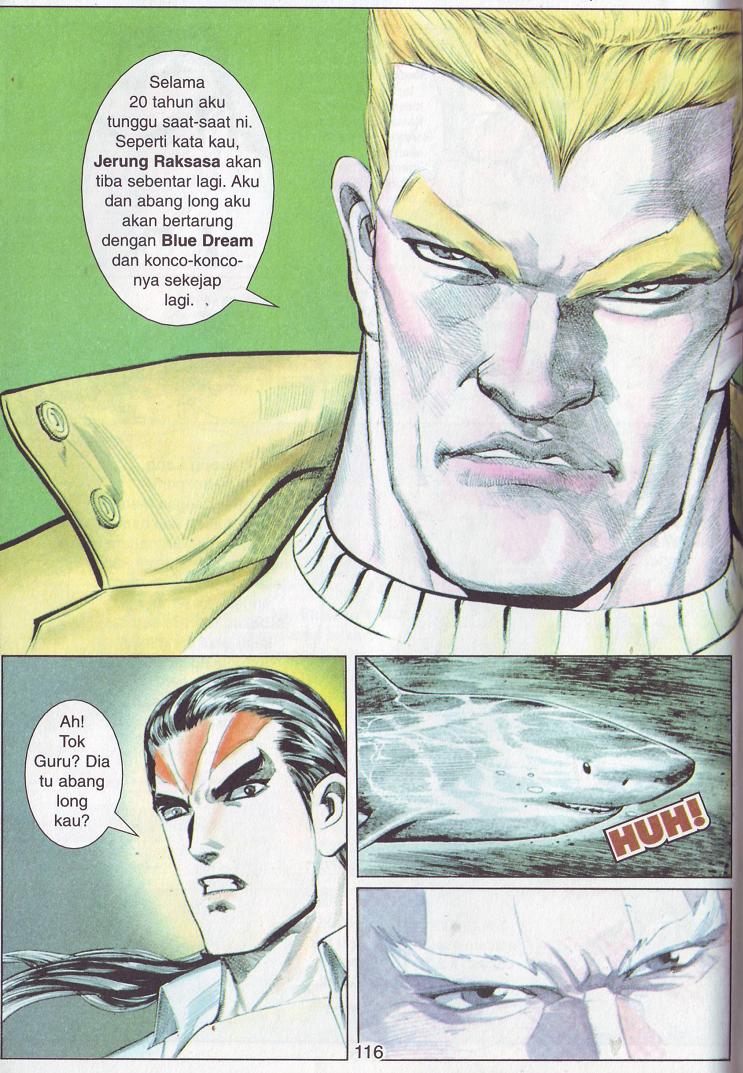 Selama
20 tahun aku
tunggu saat-saat ni.
Seperti kata kau,
Jerung Raksasa akan
tiba sebentar lagi. Aku
dan abang long aku
akan bertarung
dengan Blue Dream
dan konco-konco-
nya sekejap
lagi.
Ah!
Tok
Guru? Dia
tu abang
long
kau?
HUH!
116